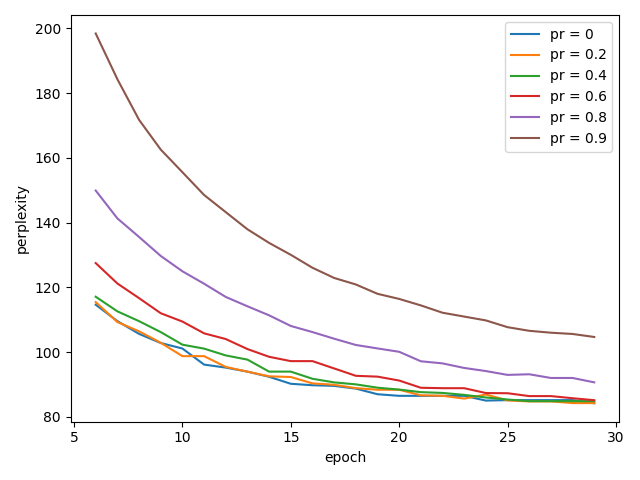 200
180
160
140
120
100
80
perplexity
5
10
15
20
25
30
epoch
pr = 0
pr = 0.2
pr = 0.4
pr = 0.6
pr = 0.8
pr = 0.9